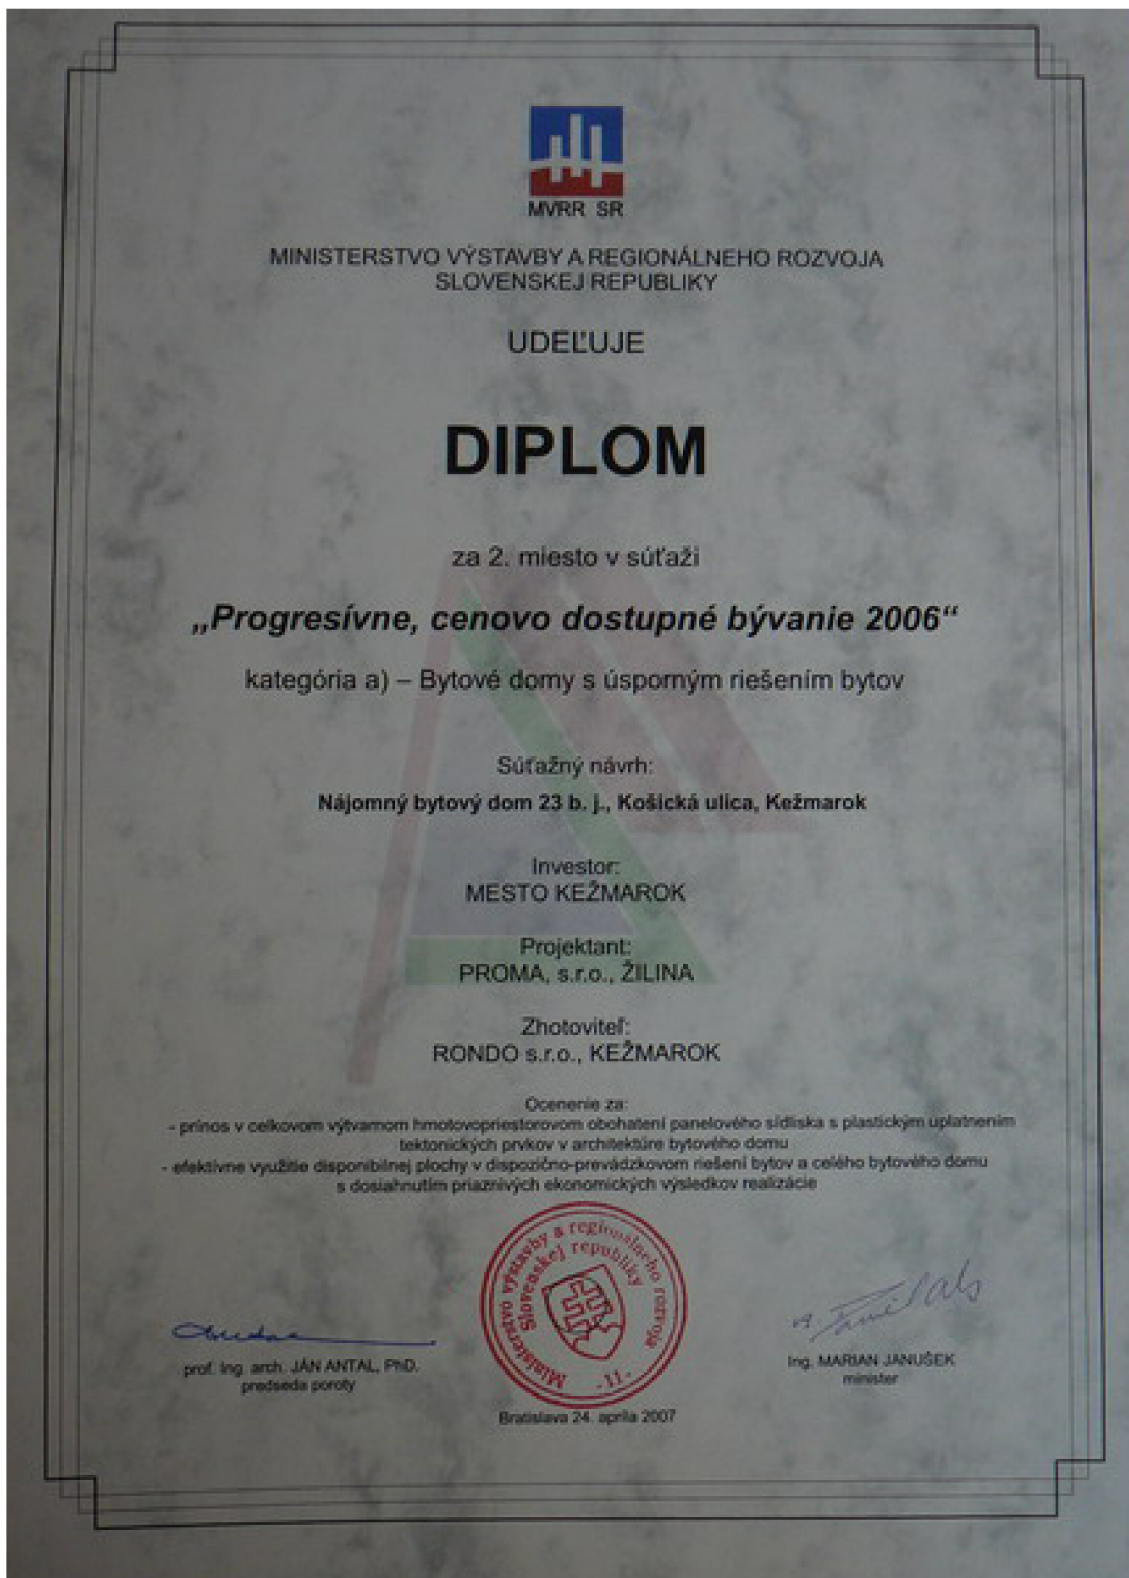 MVRR SR
MINISTERSTVO VÝSTAVBY A REGIONÁLNEHO ROZVOJA
SLOVENSKEJ REPUBLIKY
UDEĽUJE
DIPLOM
za 2. miesto v súťaži
„Progresívne, cenovo dostupné bývanie 2006“
kategória a) – Bytové domy s úsporným riešením bytov
Súťažný návrh:
Nájomný bytový dom 23 b. j., Košická ulica, Kežmarok
Investor:
MESTO KEŽMAROK
Projektant:
PROMA, s.r.o., ŽILINA
Zhotoviteľ:
RONDO s.r.o., KEŽMAROK
Ocenenie za:
- prínos v celkovom výtvarnom hmotovopriestorovom obohatení panelového sídliska s plastickým uplatnením
tektonických prvkov v architektúre bytového domu
- efektívne využitie disponibilnej plochy v dispozično-prevádzkovom riešení bytov a celého bytového domu
s dosiahnutím priaznivých ekonomických výsledkov realizácie
Ministerstvo výstavby a regionálneho rozvoja
Slovenskej republiky
- 11 -
prof. Ing. arch. JÁN ANTAL, PhD.
predseda poroty
Ing. MARIAN JANUŠEK
minister
Bratislava 24. apríla 2007